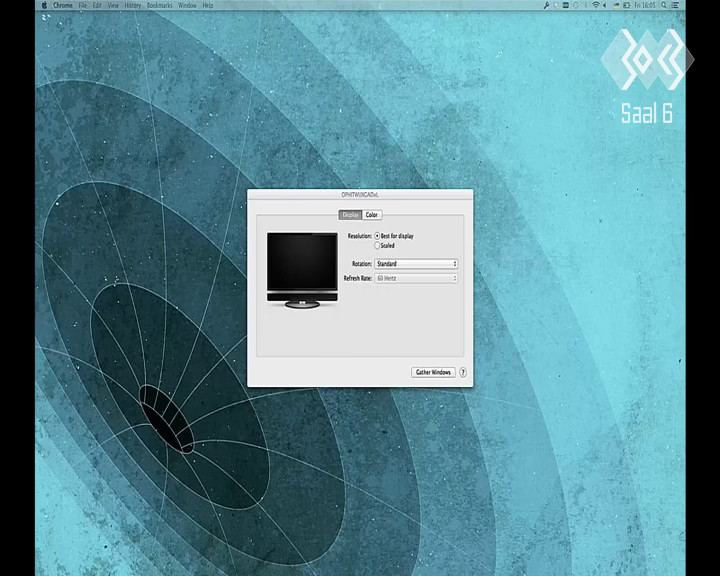 Chrome File Edit View History Bookmarks Window Help
Fri 16:05
Saal 6
Display Color
Resolution: Best for display
Scaled
Rotation: Standard
Refresh Rate: 60 Hertz
Gather Windows ?